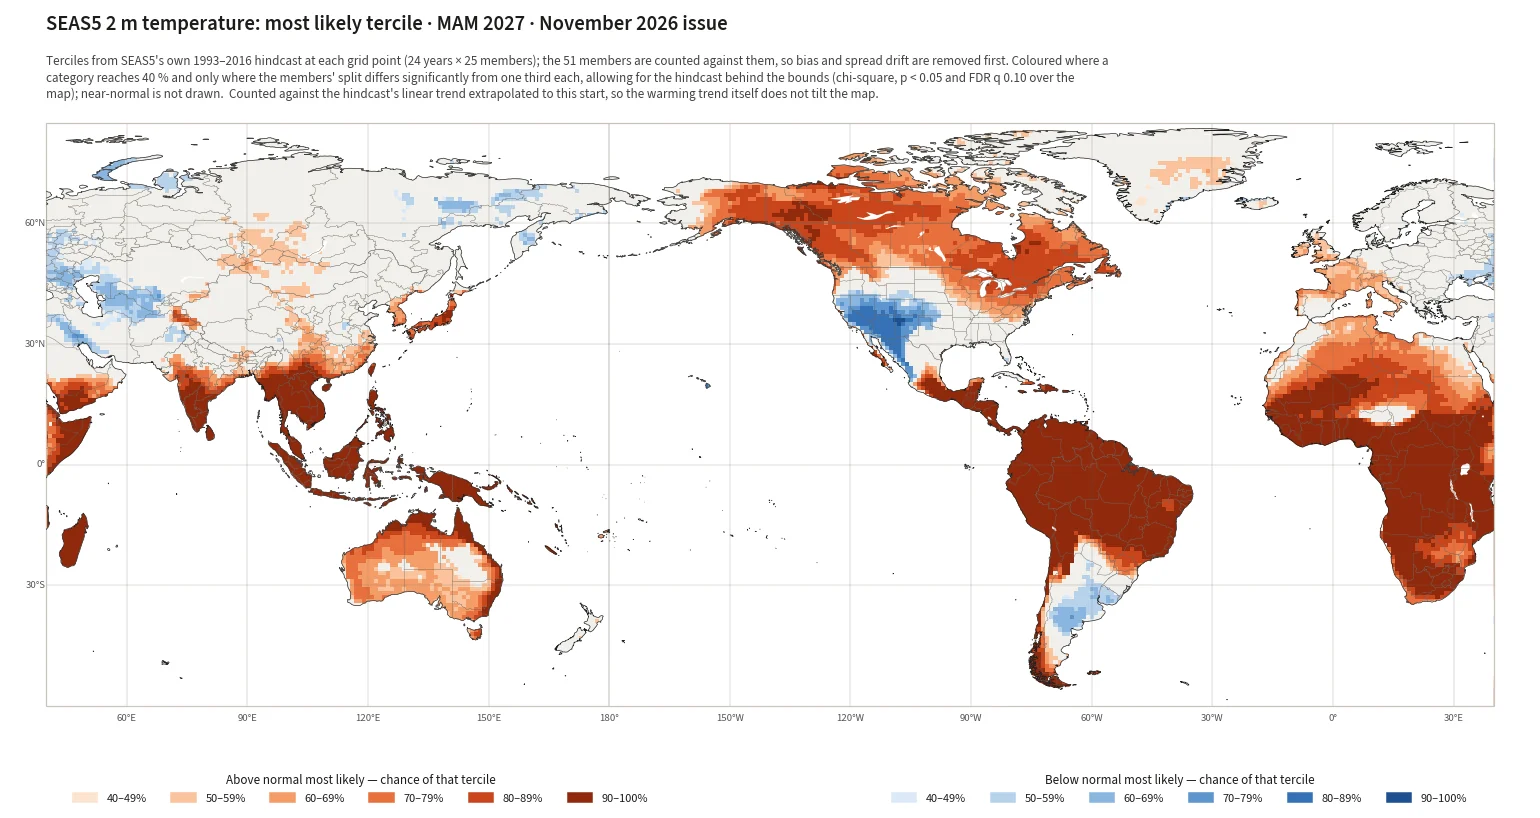 SEAS5 2 m temperature: most likely tercile · MAM 2027 · November 2026 issue
Terciles from SEAS5's own 1993–2016 hindcast at each grid point (24 years × 25 members); the 51 members are counted against them, so bias and spread drift are removed first. Coloured where a
category reaches 40 % and only where the members' split differs significantly from one third each, allowing for the hindcast behind the bounds (chi-square, p < 0.05 and FDR q 0.10 over the
map); near-normal is not drawn. Counted against the hindcast's linear trend extrapolated to this start, so the warming trend itself does not tilt the map.
60°N
30°N
0°
30°S
60°E 90°E 120°E 150°E 180° 150°W 120°W 90°W 60°W 30°W 0° 30°E
Above normal most likely — chance of that tercile
40–49% 50–59% 60–69% 70–79% 80–89% 90–100%
Below normal most likely — chance of that tercile
40–49% 50–59% 60–69% 70–79% 80–89% 90–100%